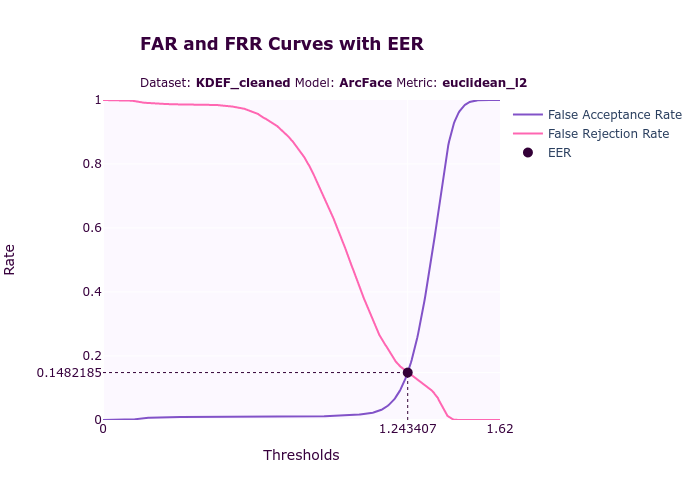 FAR and FRR Curves with EER
Dataset: KDEF_cleaned Model: ArcFace Metric: euclidean_l2
False Acceptance Rate
False Rejection Rate
EER
Rate
1
0.8
0.6
0.4
0.2
0.1482185
0
0
1.243407
1.62
Thresholds